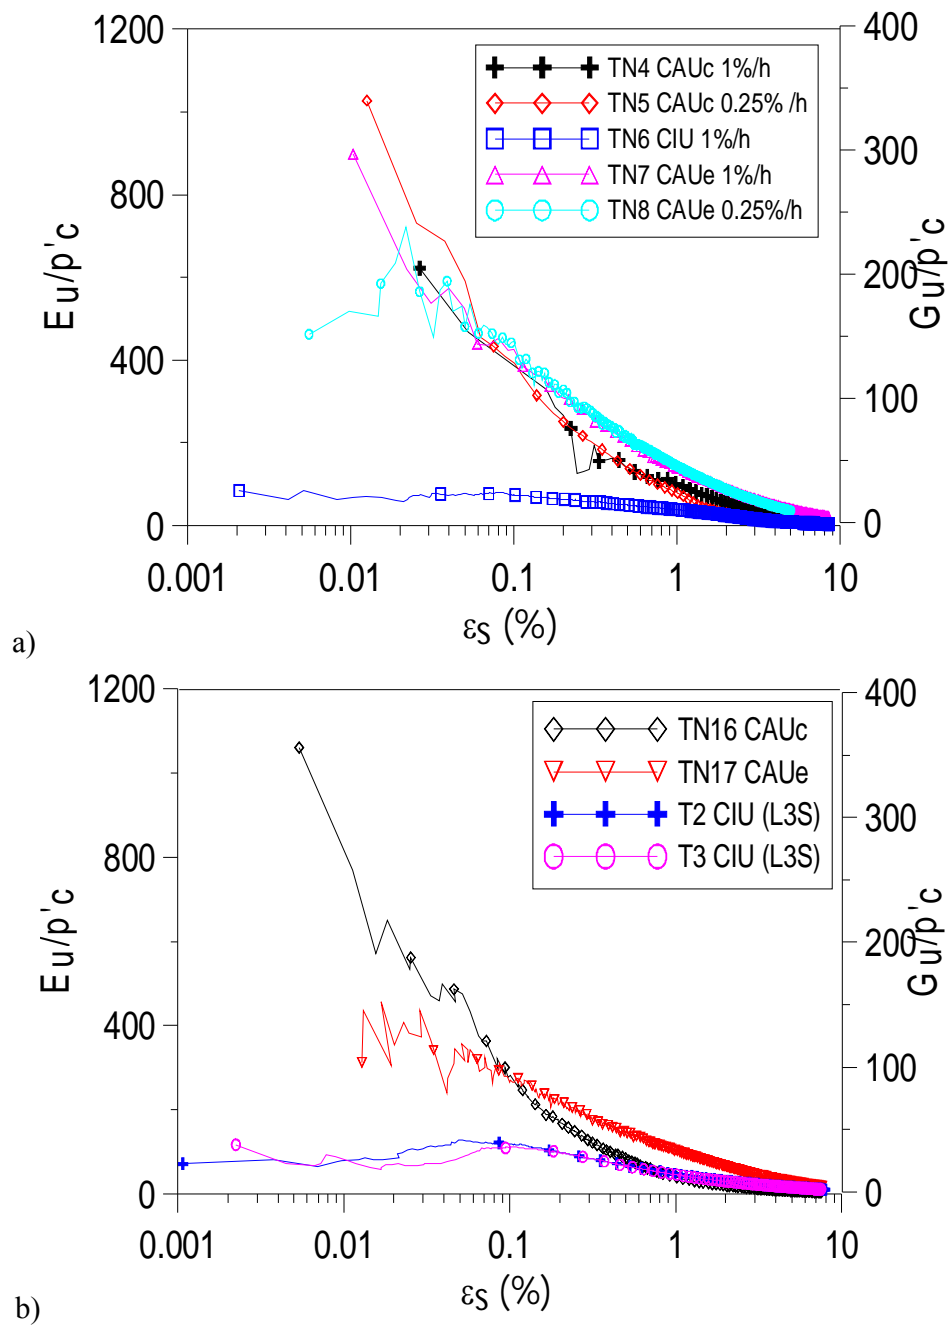 1200
400
TN4 CAUc 1%/h
TN5 CAUc 0.25% /h
TN6 CIU 1%/h
TN7 CAUe 1%/h
TN8 CAUe 0.25%/h
300
800
Eu/p'c
Gu/p'c
200
400
100
0
0
0.001
0.01
0.1
1
10
εS (%)
a)
1200
400
TN16 CAUc
TN17 CAUe
T2 CIU (L3S)
T3 CIU (L3S)
300
800
Eu/p'c
Gu/p'c
200
400
100
0
0
0.001
0.01
0.1
1
10
εS (%)
b)